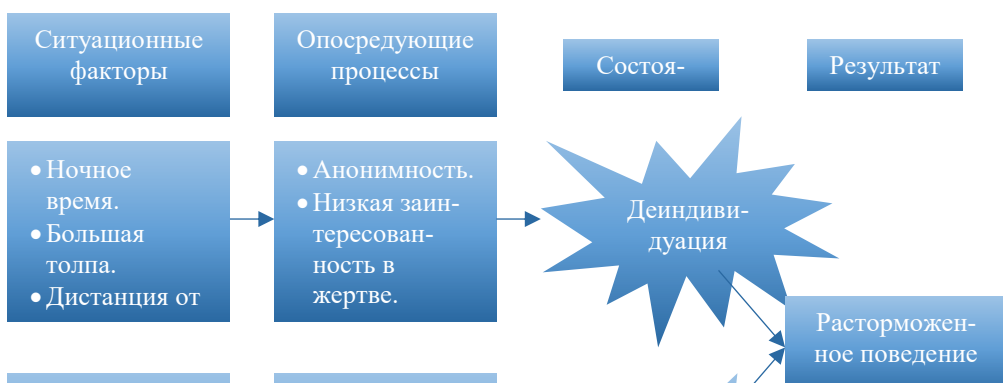 Ситуационные
факторы
Опосредующие
процессы
Состоя-
Результат
• Ночное
время.
• Большая
толпа.
• Дистанция от
• Анонимность.
• Низкая заин-
тересован-
ность в
жертве.
Деиндиви-
дуация
Расторможен-
ное поведение